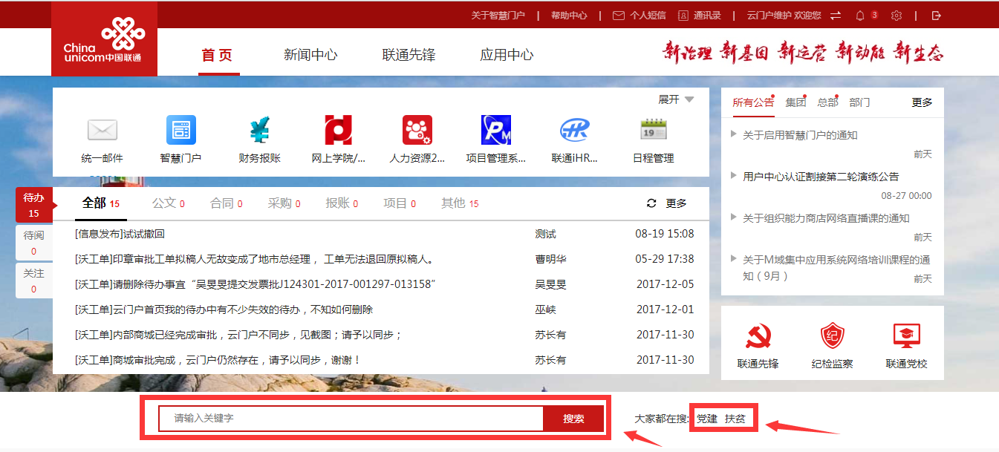 关于智慧门户 | 帮助中心 | 个人短信 通讯录 | 云门户维护 欢迎您 3 |
China
unicom中国联通
首 页 新闻中心 联通先锋 应用中心
新治理 新基因 新运营 新动能 新生态
展开
统一邮件 智慧门户 财务报账 网上学院/... 人力资源2... 项目管理系... 联通iHR... 日程管理
19
所有公告 集团 总部 部门 更多
关于启用智慧门户的通知
前天
用户中心认证割接第二轮演练公告
08-27 00:00
关于组织能力商店网络直播课的通知
前天
关于M域集中应用系统网络培训课程的通
知（9月）
前天
待办
15
待阅
0
关注
0
全部 15 公文 0 合同 0 采购 0 报账 0 项目 0 其他 15 更多
[信息发布]试试撤回 测试 08-19 15:08
[沃工单]印章审批工单拟稿人无故变成了地市总经理， 工单无法退回原拟稿人。 曹明华 05-29 17:38
[沃工单]请删除待办事宜“吴旻旻提交发票批J124301-2017-001297-013158” 吴旻旻 2017-12-05
[沃工单]云门户首页我的待办中有不少失效的待办，不知如何删除 巫峡 2017-12-01
[沃工单]内部商城已经完成审批，云门户不同步，见截图；请予以同步； 苏长有 2017-11-30
[沃工单]商城审批完成，云门户仍然存在，请予以同步，谢谢！ 苏长有 2017-11-30
纪
联通先锋 纪检监察 联通党校
请输入关键字 搜索 大家都在搜: 党建 扶贫